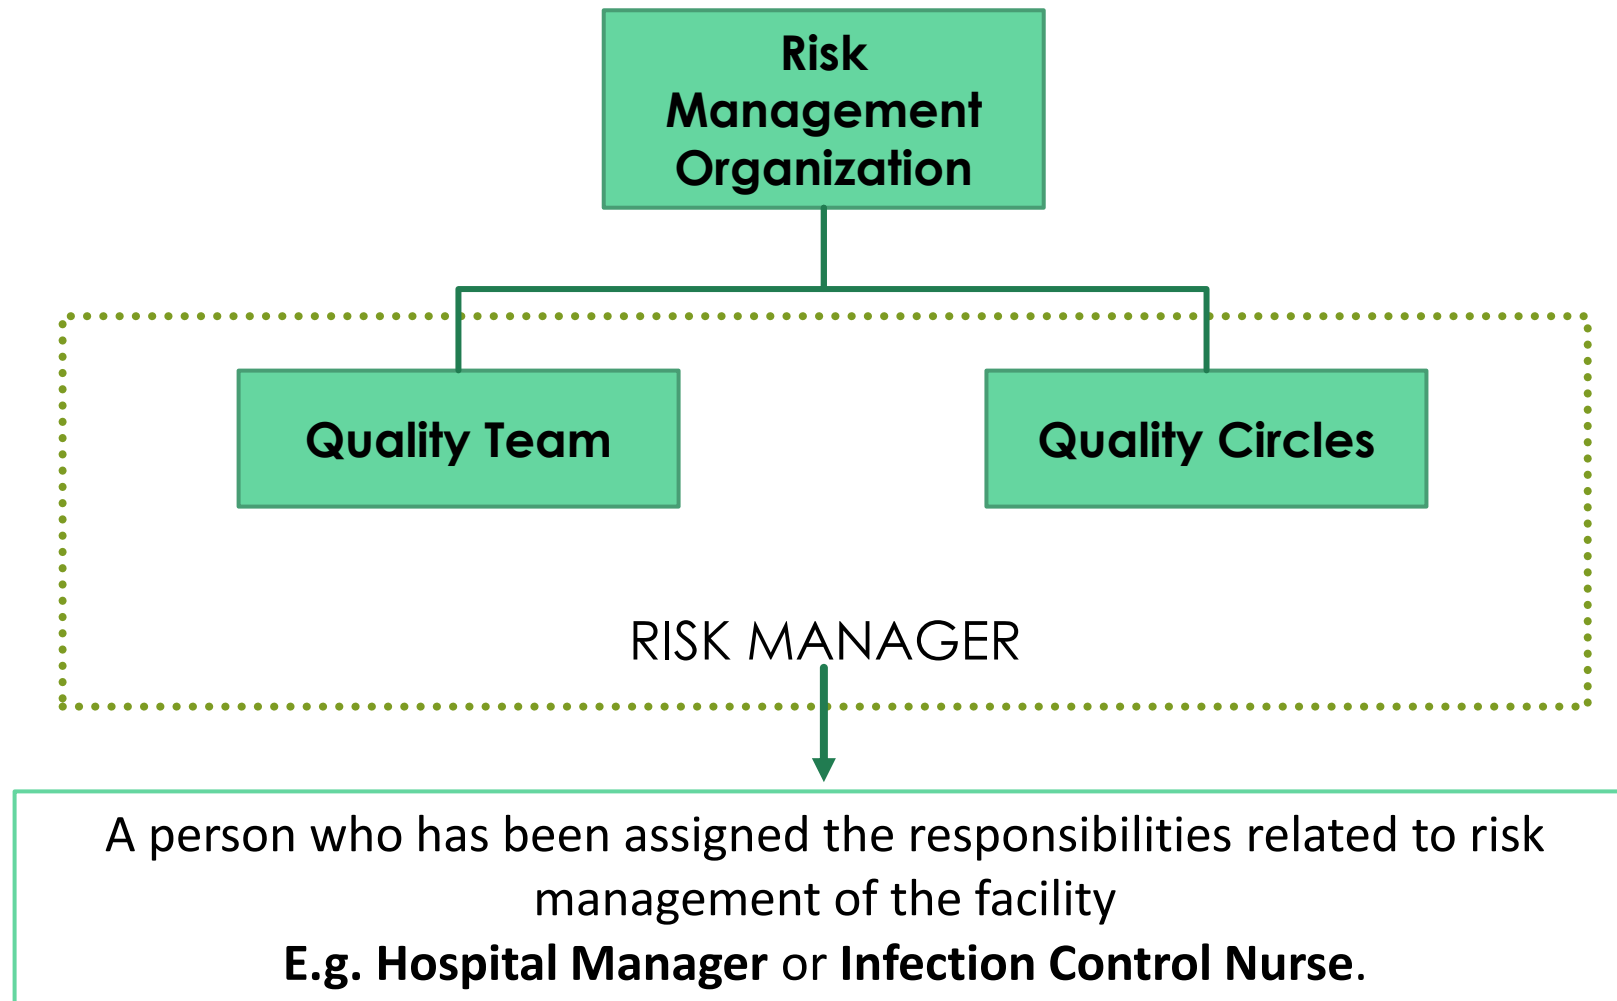 Risk
Management
Organization
Quality Team
Quality Circles
RISK MANAGER
A person who has been assigned the responsibilities related to risk
management of the facility
E.g. Hospital Manager or Infection Control Nurse.